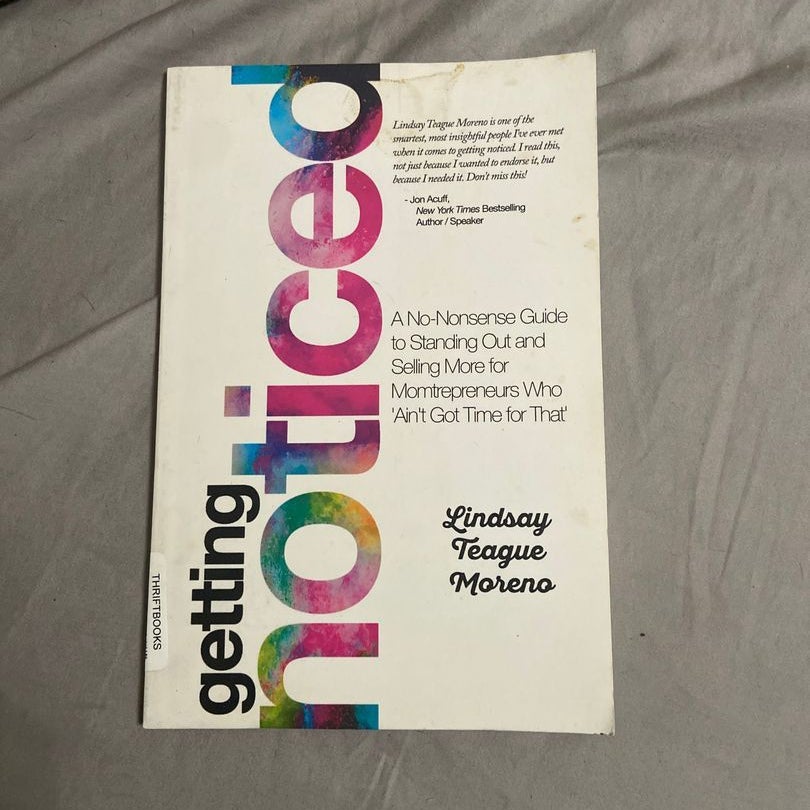 getting
noticed
Lindsay Teague Moreno is one of the
smartest, most insightful people I've ever met
when it comes to getting noticed. I read this,
not just because I wanted to endorse it, but
because I needed it. Don't miss this!
- Jon Acuff,
New York Times Bestselling
Author / Speaker
A No-Nonsense Guide
to Standing Out and
Selling More for
Momtrepreneurs Who
'Ain't Got Time for That'
Lindsay
Teague
Moreno
THRIFTBOOKS